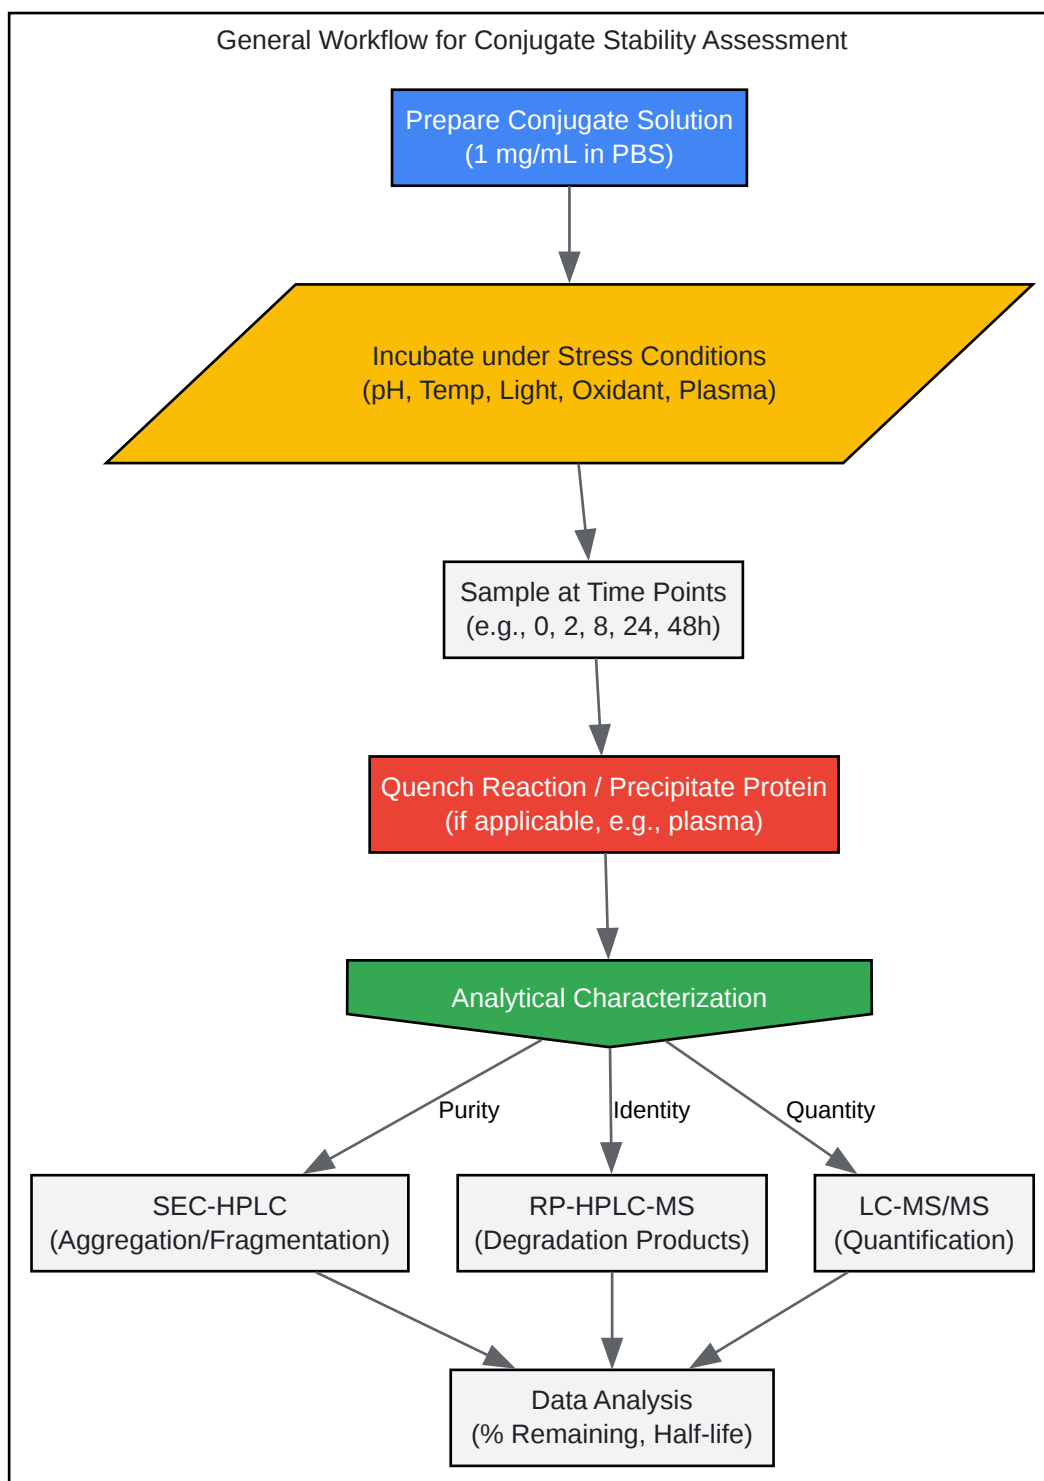 General Workflow for Conjugate Stability Assessment
Prepare Conjugate Solution
(1 mg/mL in PBS)
Incubate under Stress Conditions
(pH, Temp, Light, Oxidant, Plasma)
Sample at Time Points
(e.g., 0, 2, 8, 24, 48h)
Quench Reaction / Precipitate Protein
(if applicable, e.g., plasma)
Analytical Characterization
Purity
Identity
Quantity
SEC-HPLC
(Aggregation/Fragmentation)
RP-HPLC-MS
(Degradation Products)
LC-MS/MS
(Quantification)
Data Analysis
(% Remaining, Half-life)